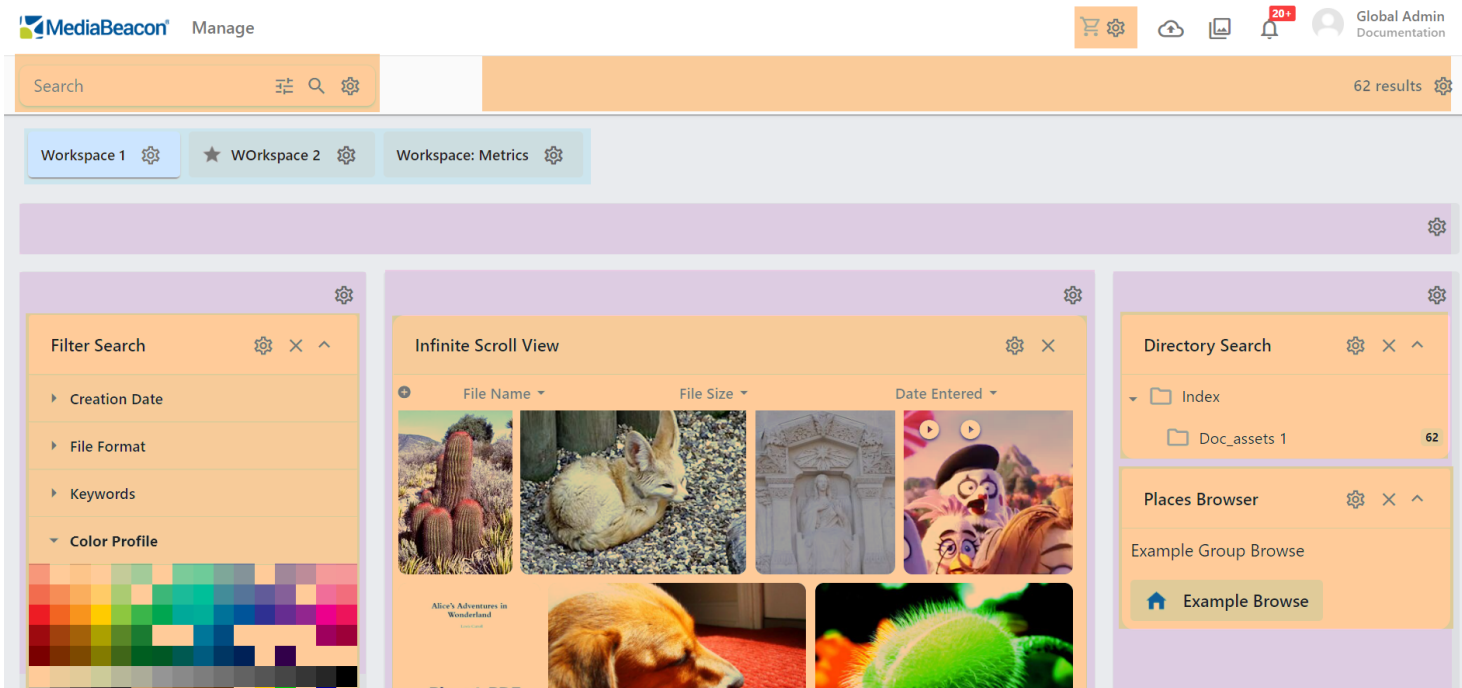 MediaBeacon® Manage 20+ Global Admin
Documentation
Search 62 results
Workspace 1 WOrkspace 2 Workspace: Metrics
Filter Search Infinite Scroll View Directory Search
Creation Date File Name File Size Date Entered Index
File Format Doc_assets 1 62
Keywords Places Browser
Color Profile Example Group Browse
Example Browse
Alice's Adventures in
Wonderland